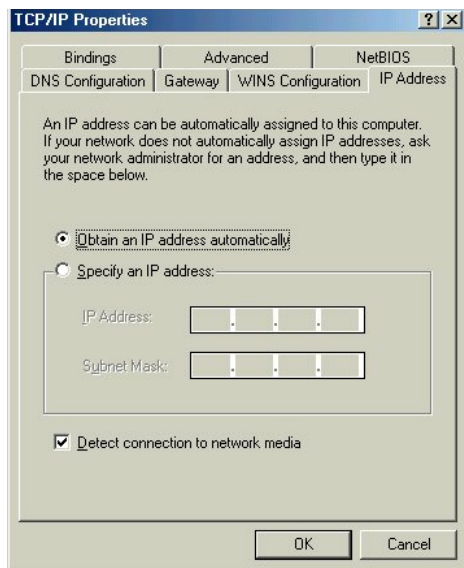 TCP/IP Properties
? X
Bindings Advanced NetBIOS
DNS Configuration Gateway WINS Configuration IP Address
An IP address can be automatically assigned to this computer.
If your network does not automatically assign IP addresses, ask
your network administrator for an address, and then type it in
the space below.
Obtain an IP address automatically
Specify an IP address:
IP Address:
. . .
Subnet Mask:
. . .
Detect connection to network media
OK Cancel